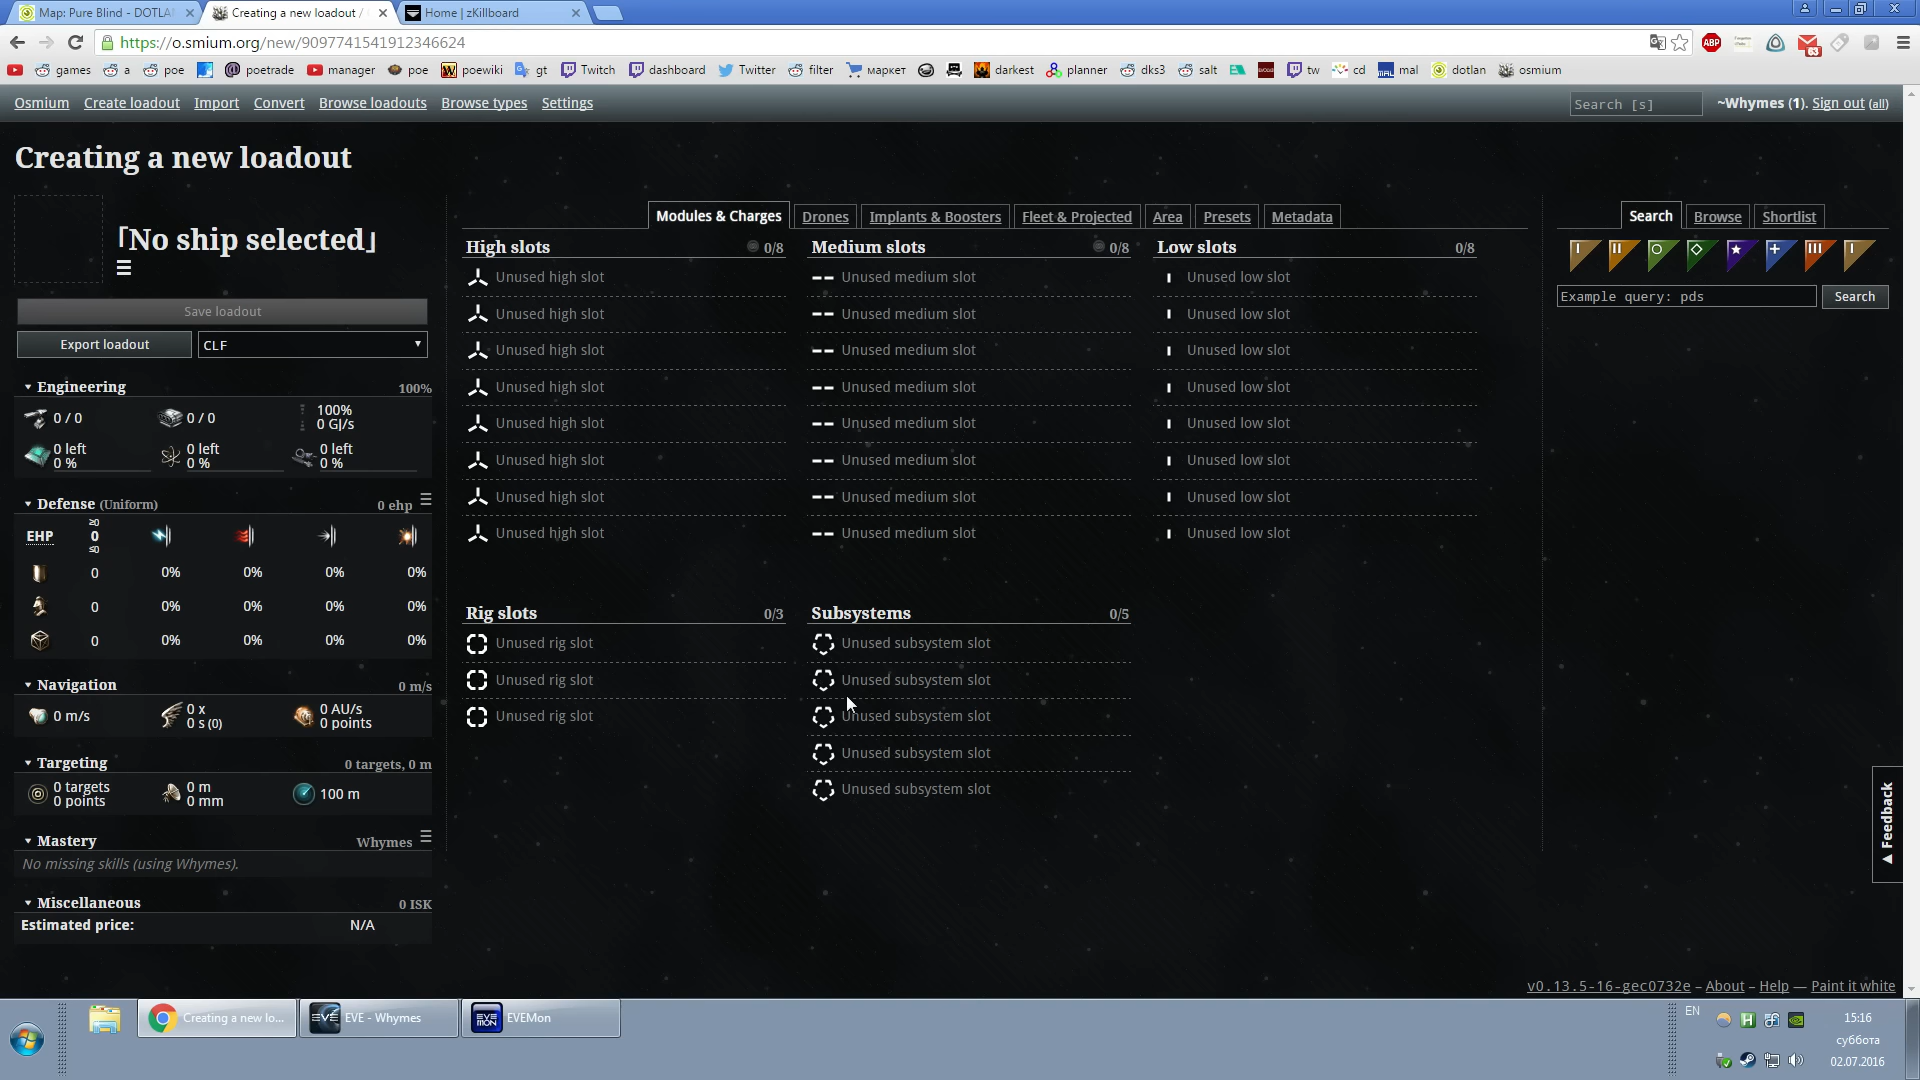 Map: Pure Blind - DOTLA
Creating a new loadout /
Home | zKillboard
https://o.smium.org/new/9097741541912346624
games
a
poe
poetrade
manager
poe
poewiki
gt
Twitch
dashboard
Twitter
filter
маркет
darkest
planner
dks3
salt
tw
cd
mal
dotlan
osmium
Osmium
Create loadout
Import
Convert
Browse loadouts
Browse types
Settings
Search [s]
~Whymes (1). Sign out (all)
Creating a new loadout
「No ship selected」
Save loadout
Export loadout
CLF
Engineering
100%
0 / 0
0 / 0
100%
0 GJ/s
0 left
0 %
0 left
0 %
0 left
0 %
Defense (Uniform)
0 ehp
EHP
≥0
0
≤0
0
0%
0%
0%
0%
0
0%
0%
0%
0%
0
0%
0%
0%
0%
Navigation
0 m/s
0 m/s
0 x
0 s (0)
0 AU/s
0 points
Targeting
0 targets, 0 m
0 targets
0 points
0 m
0 mm
100 m
Mastery
Whymes
No missing skills (using Whymes).
Miscellaneous
0 ISK
Estimated price:
N/A
Modules & Charges
Drones
Implants & Boosters
Fleet & Projected
Area
Presets
Metadata
High slots
0/8
Unused high slot
Unused high slot
Unused high slot
Unused high slot
Unused high slot
Unused high slot
Unused high slot
Unused high slot
Medium slots
0/8
Unused medium slot
Unused medium slot
Unused medium slot
Unused medium slot
Unused medium slot
Unused medium slot
Unused medium slot
Unused medium slot
Low slots
0/8
Unused low slot
Unused low slot
Unused low slot
Unused low slot
Unused low slot
Unused low slot
Unused low slot
Unused low slot
Rig slots
0/3
Unused rig slot
Unused rig slot
Unused rig slot
Subsystems
0/5
Unused subsystem slot
Unused subsystem slot
Unused subsystem slot
Unused subsystem slot
Unused subsystem slot
Search
Browse
Shortlist
Example query: pds
Search
Feedback
v0.13.5-16-gec0732e – About – Help — Paint it white
Creating a new lo...
EVE - Whymes
EVEMon
EN
15:16
суббота
02.07.2016